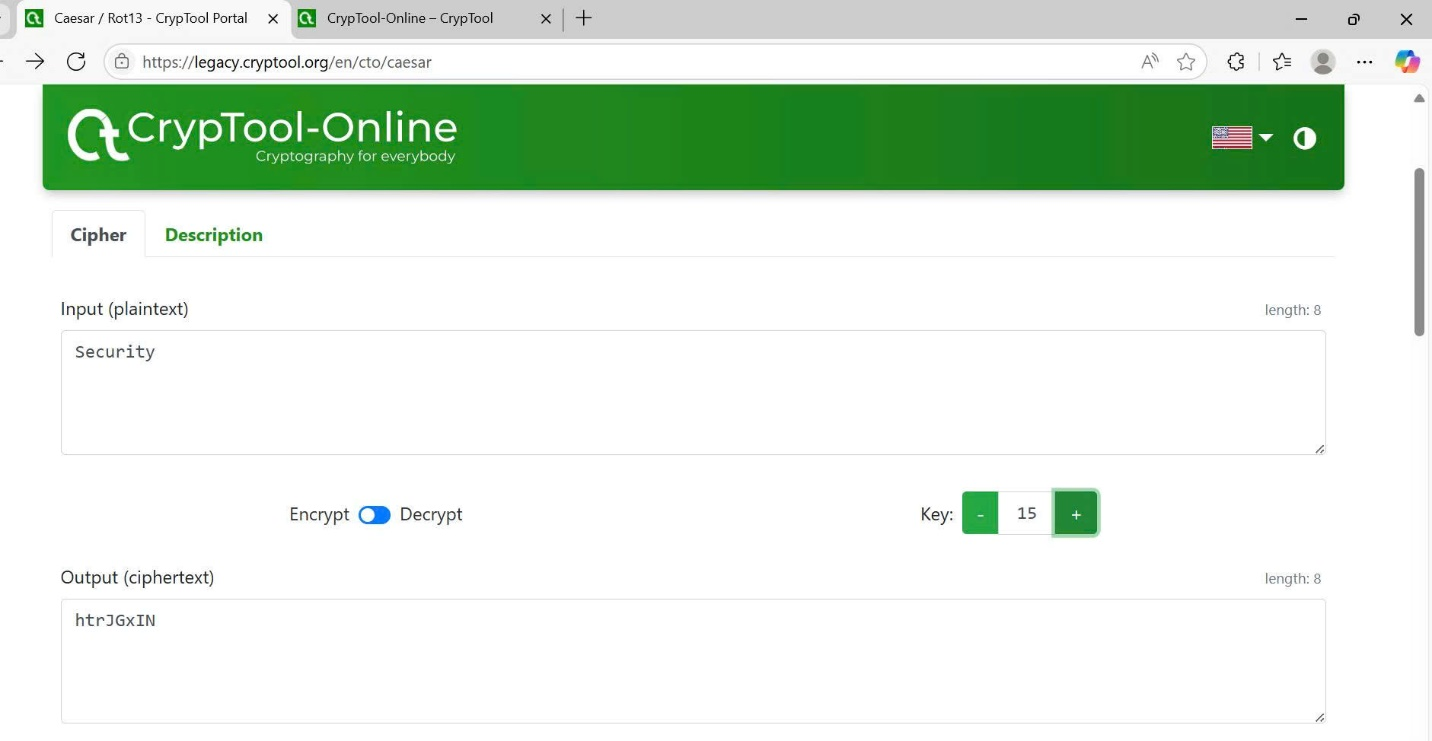 Caesar / Rot13 - CrypTool Portal
CrypTool-Online – CrypTool
https://legacy.cryptool.org/en/cto/caesar
CrypTool-Online
Cryptography for everybody
Cipher Description
Input (plaintext) length: 8
Security
Encrypt Decrypt Key: - 15 +
Output (ciphertext) length: 8
htrJGxIN